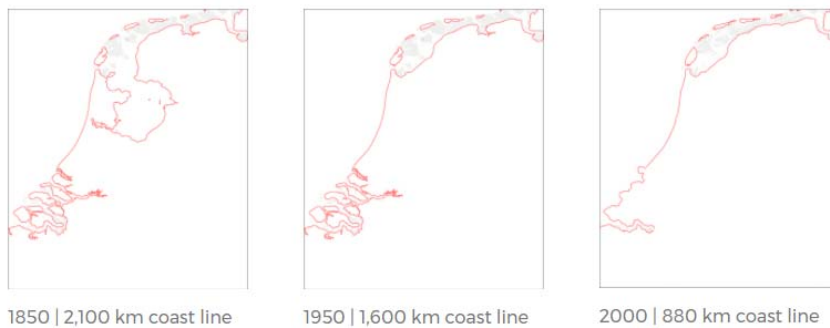 1850 | 2,100 km coast line
1950 | 1,600 km coast line
2000 | 880 km coast line